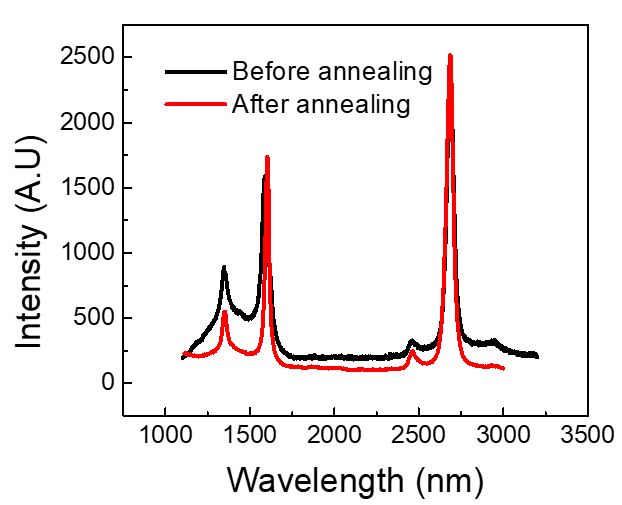 Before annealing
After annealing
Intensity (A.U)
2500
2000
1500
1000
500
0
1000 1500 2000 2500 3000 3500
Wavelength (nm)